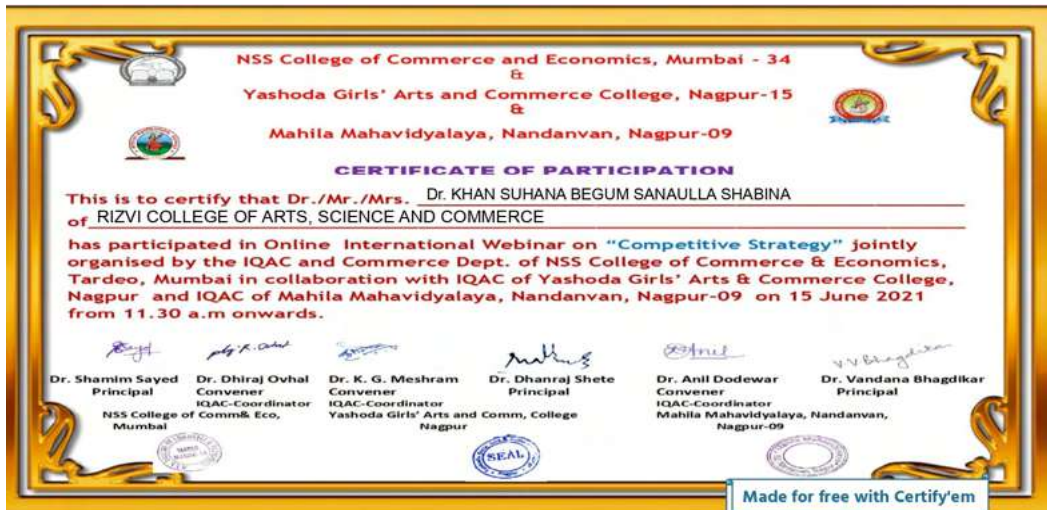 NSS College of Commerce and Economics, Mumbai - 34
&
Yashoda Girls' Arts and Commerce College, Nagpur-15
&
Mahila Mahavidyalaya, Nandanvan, Nagpur-09
CERTIFICATE OF PARTICIPATION
This is to certify that Dr./Mr./Mrs. Dr. KHAN SUHANA BEGUM SANAULLA SHABINA
of RIZVI COLLEGE OF ARTS, SCIENCE AND COMMERCE
has participated in Online International Webinar on “Competitive Strategy” jointly
organised by the IQAC and Commerce Dept. of NSS College of Commerce & Economics,
Tardeo, Mumbai in collaboration with IQAC of Yashoda Girls' Arts & Commerce College,
Nagpur and IQAC of Mahila Mahavidyalaya, Nandanvan, Nagpur-09 on 15 June 2021
from 11.30 a.m onwards.
V V Bhagdikar
Dr. Shamim Sayed Dr. Dhiraj Ovhal Dr. K. G. Meshram Dr. Dhanraj Shete Dr. Anil Dodewar Dr. Vandana Bhagdikar
Principal Convener Convener Principal Convener Principal
IQAC-Coordinator IQAC-Coordinator IQAC-Coordinator
NSS College of Comm& Eco, Yashoda Girls' Arts and Comm, College Mahila Mahavidyalaya, Nandanvan,
Mumbai Nagpur Nagpur-09
SEAL
Made for free with Certify'em